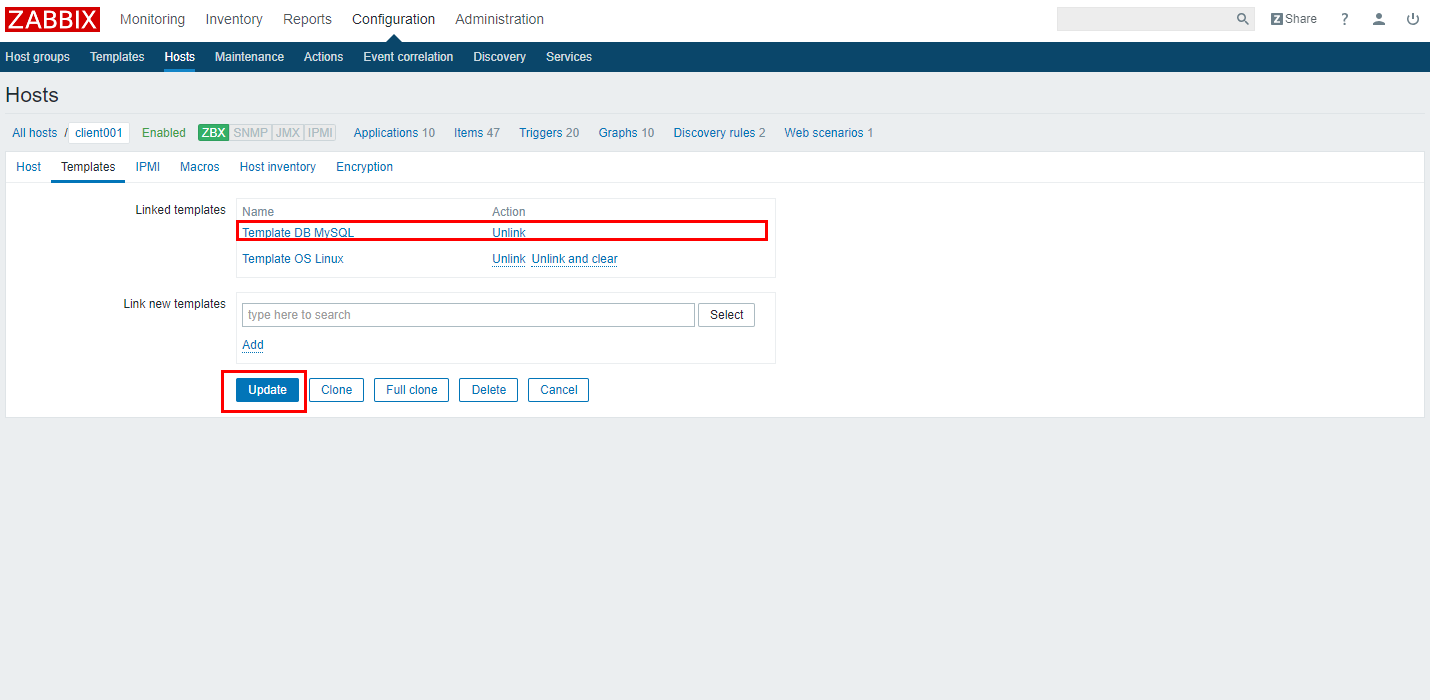 ZABBIX Monitoring Inventory Reports Configuration Administration Z Share ?
Host groups Templates Hosts Maintenance Actions Event correlation Discovery Services
Hosts
All hosts / client001 Enabled ZBX SNMP JMX IPMI Applications 10 Items 47 Triggers 20 Graphs 10 Discovery rules 2 Web scenarios 1
Host Templates IPMI Macros Host inventory Encryption
Linked templates Name Action
Template DB MySQL Unlink
Template OS Linux Unlink Unlink and clear
Link new templates
type here to search Select
Add
Update Clone Full clone Delete Cancel